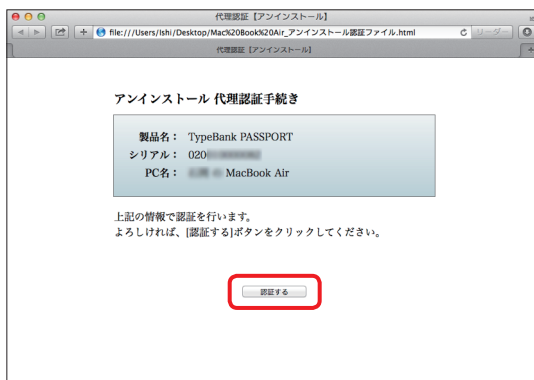 代理認証【アンインストール】
file:///Users/Ishi/Desktop/Mac%20Book%20Air_アンインストール認証ファイル.html
リーダー
代理認証【アンインストール】
アンインストール 代理認証手続き
製品名： TypeBank PASSPORT
シリアル： 020
PC名： MacBook Air
上記の情報で認証を行います。
よろしければ、[認証する]ボタンをクリックしてください。
認証する